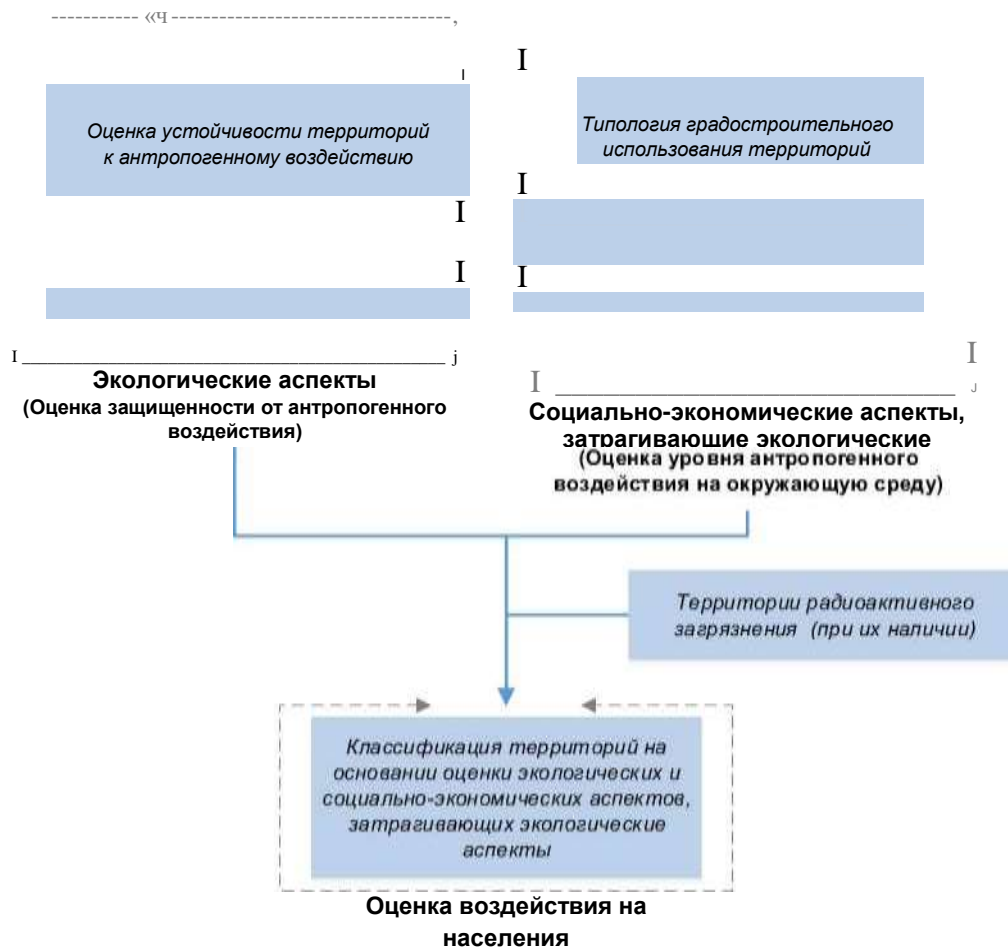 «ч
Оценка устойчивости территорий
к антропогенному воздействию
Типология градостроительного
использования территорий
Экологические аспекты
(Оценка защищенности от антропогенного
воздействия)
Социально-экономические аспекты,
затрагивающие экологические
(Оценка уровня антропогенного
воздействия на окружающую среду)
Территории радиоактивного
загрязнения (при их наличии)
Классификация территорий на
основании оценки экологических и
социально-экономических аспектов,
затрагивающих экологические
аспекты
Оценка воздействия на
населения